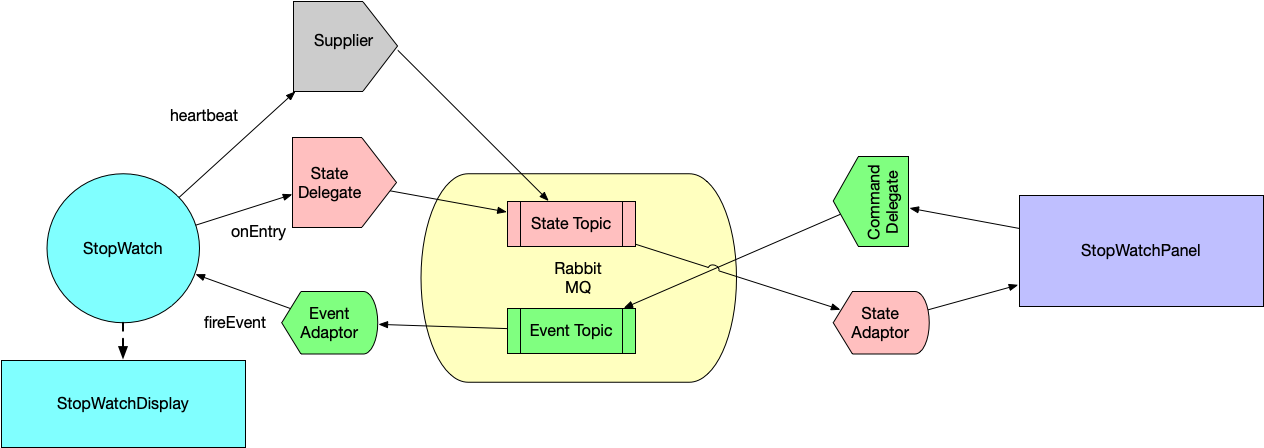 Supplier
heartbeat
State
Delegate
onEntry
StopWatch
fireEvent
Event
Adaptor
StopWatchDisplay
State Topic
Rabbit
MQ
Event Topic
Command
Delegate
State
Adaptor
StopWatchPanel